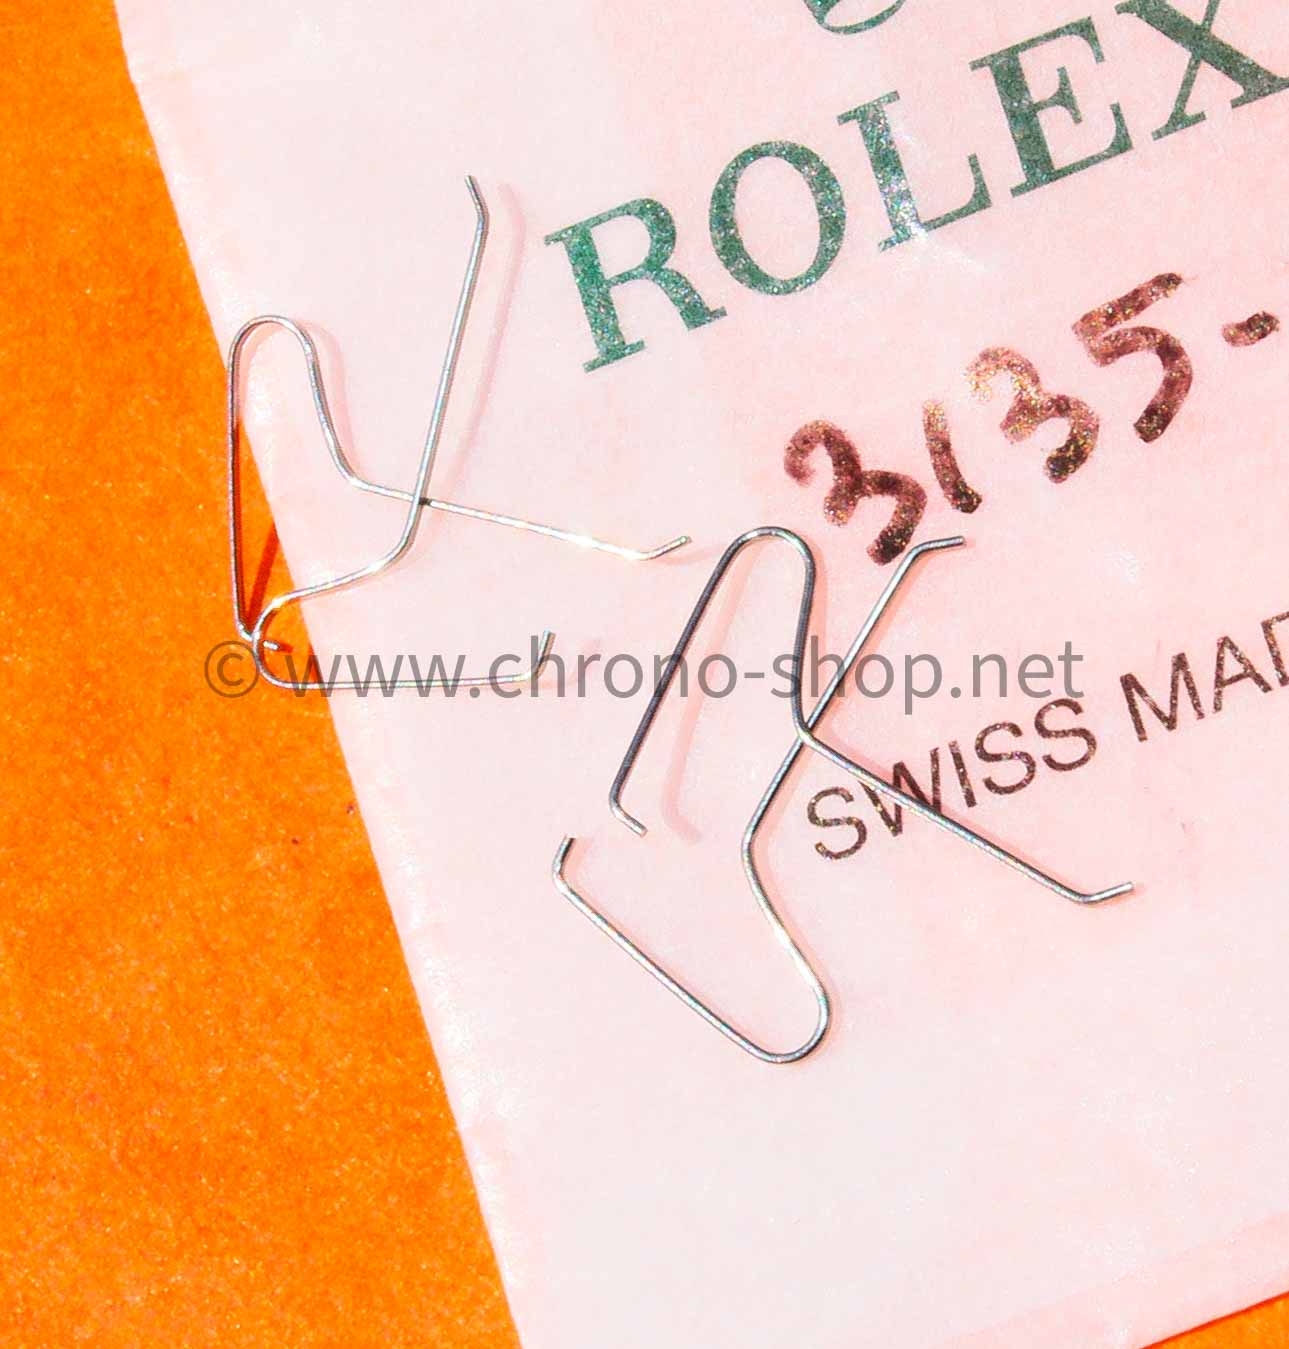 ROLEX
3135-
© www.chrono-shop.net
SWISS MAD